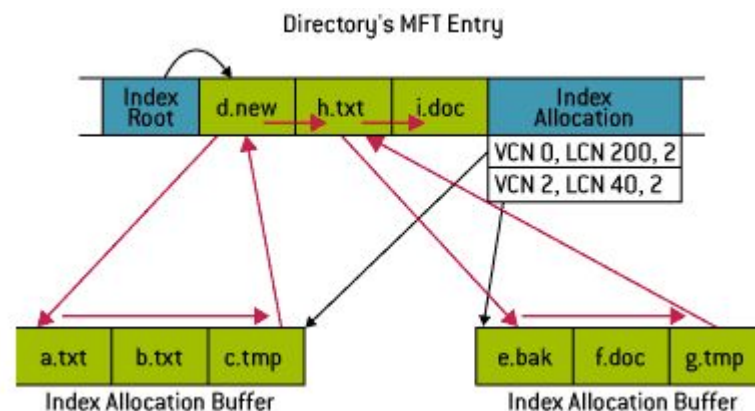 Directory's MFT Entry
Index
Root
d.new
h.txt
i.doc
Index
Allocation
VCN 0, LCN 200, 2
VCN 2, LCN 40, 2
a.txt
b.txt
c.tmp
e.bak
f.doc
g.tmp
Index Allocation Buffer
Index Allocation Buffer